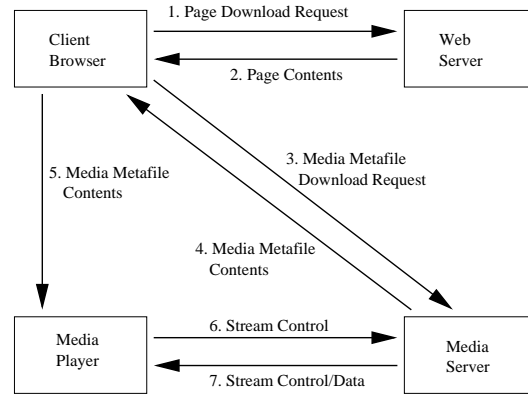 1. Page Download Request
Client
Browser
Web
Server
2. Page Contents
3. Media Metafile
Download Request
5. Media Metafile
Contents
4. Media Metafile
Contents
Media
Player
6. Stream Control
Media
Server
7. Stream Control/Data